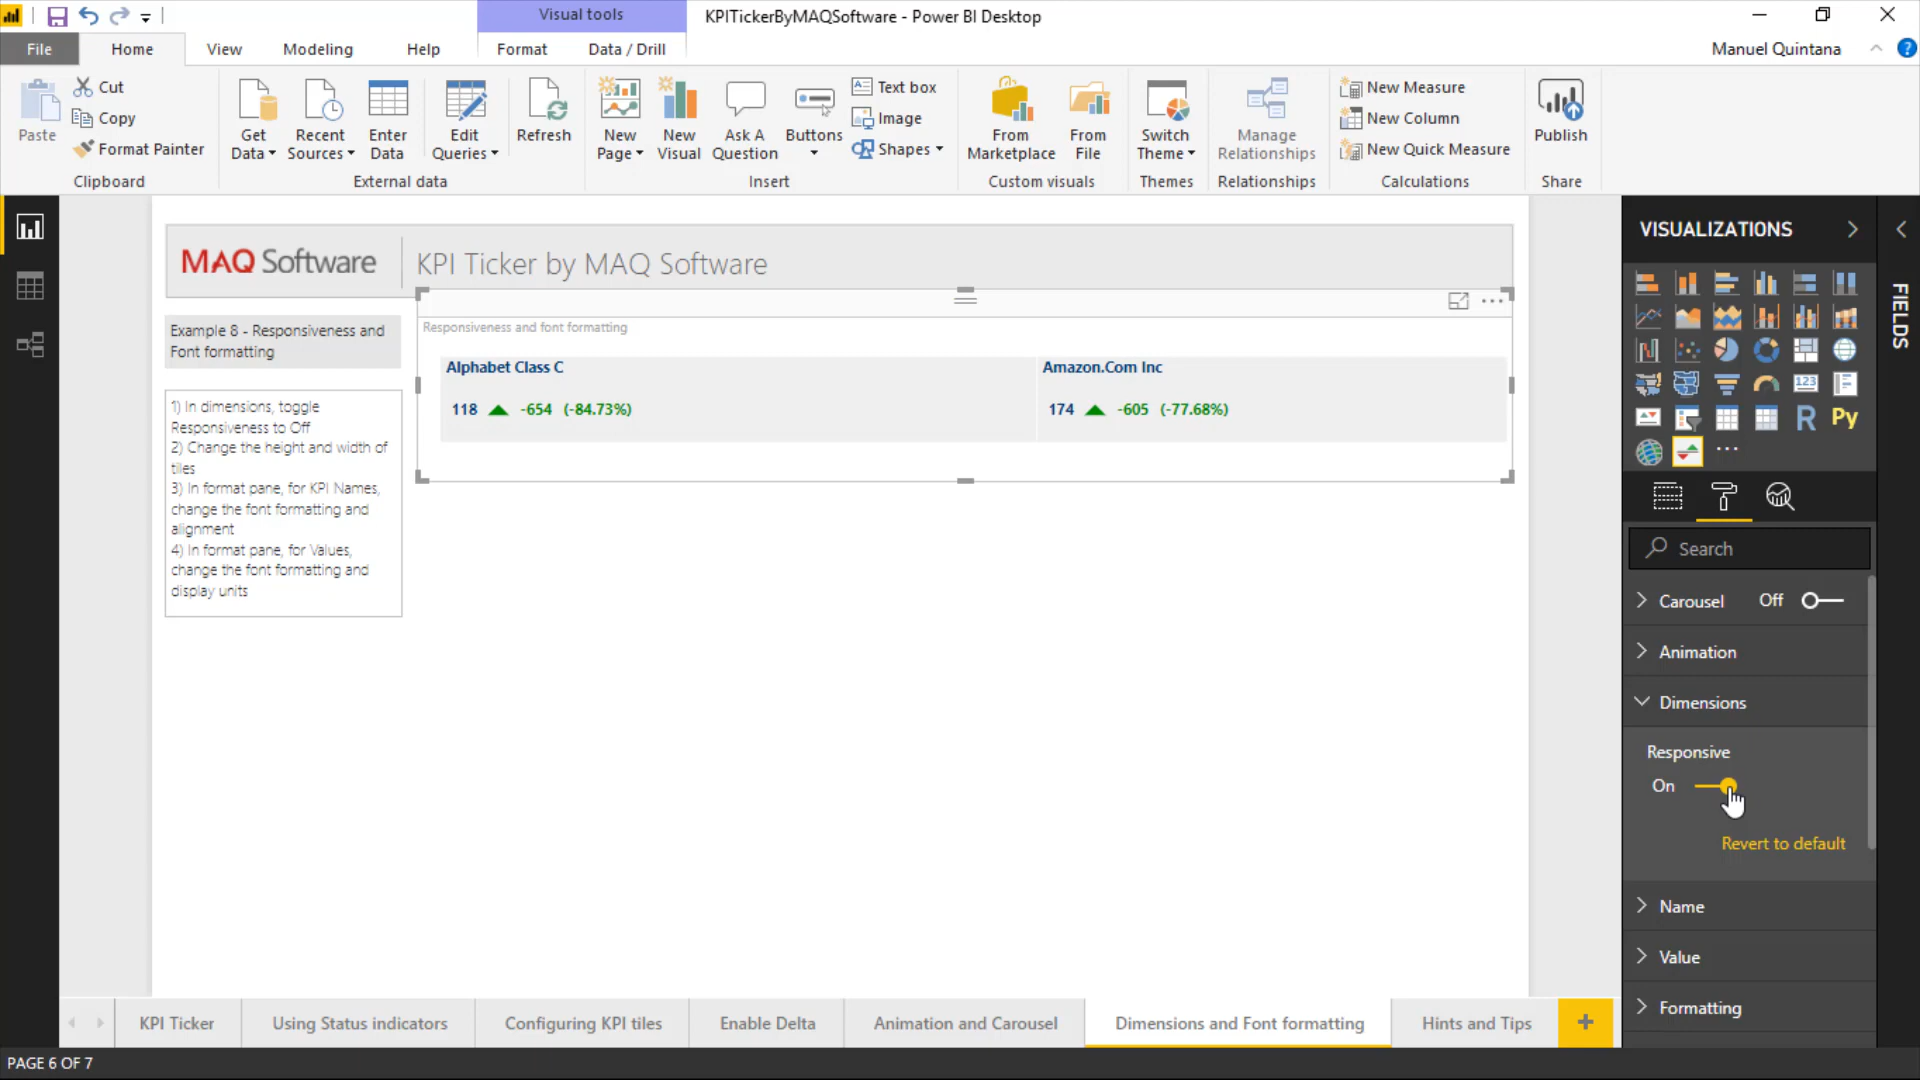 Visual tools
KPITickerByMAQSoftware - Power BI Desktop
File
Home
View
Modeling
Help
Format
Data / Drill
Manuel Quintana
?
Paste
Cut
Copy
Format Painter
Clipboard
Get
Data
Recent
Sources
Enter
Data
Edit
Queries
Refresh
External data
New
Page
New
Visual
Ask A
Question
Buttons
Text box
Image
Shapes
Insert
From
Marketplace
From
File
Custom visuals
Switch
Theme
Themes
Manage
Relationships
Relationships
New Measure
New Column
New Quick Measure
Calculations
Publish
Share
MAQ Software
KPI Ticker by MAQ Software
Example 8 - Responsiveness and
Font formatting
1) In dimensions, toggle
Responsiveness to Off
2) Change the height and width of
tiles
3) In format pane, for KPI Names,
change the font formatting and
alignment
4) In format pane, for Values,
change the font formatting and
display units
Responsiveness and font formatting
Alphabet Class C
118 ▲ -654 (-84.73%)
Amazon.Com Inc
174 ▲ -605 (-77.68%)
VISUALIZATIONS
FIELDS
123
R
Py
Search
Carousel Off
Animation
Dimensions
Responsive
On
Revert to default
Name
Value
Formatting
KPI Ticker
Using Status indicators
Configuring KPI tiles
Enable Delta
Animation and Carousel
Dimensions and Font formatting
Hints and Tips
+
PAGE 6 OF 7